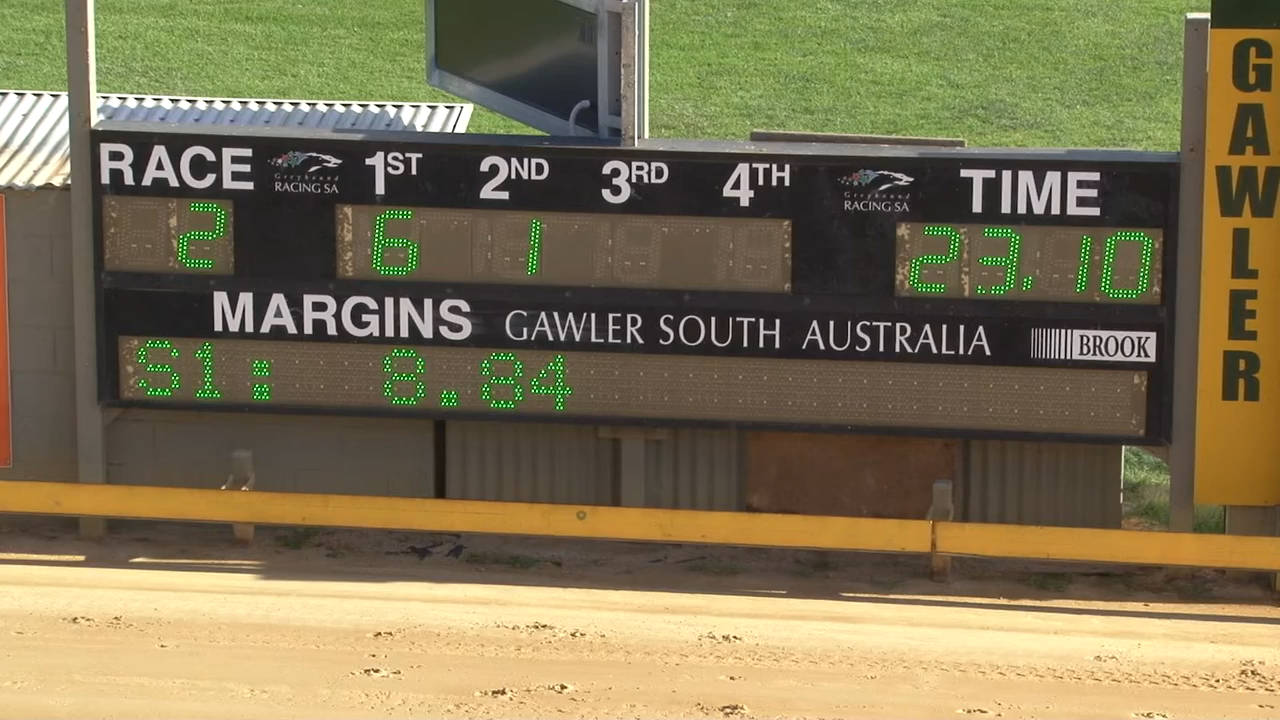 RACE Greyhound RACING SA 1ST 2ND 3RD 4TH Greyhound RACING SA TIME
2 6 1 23.10
MARGINS GAWLER SOUTH AUSTRALIA BROOK
S1: 8.84
GAWLER